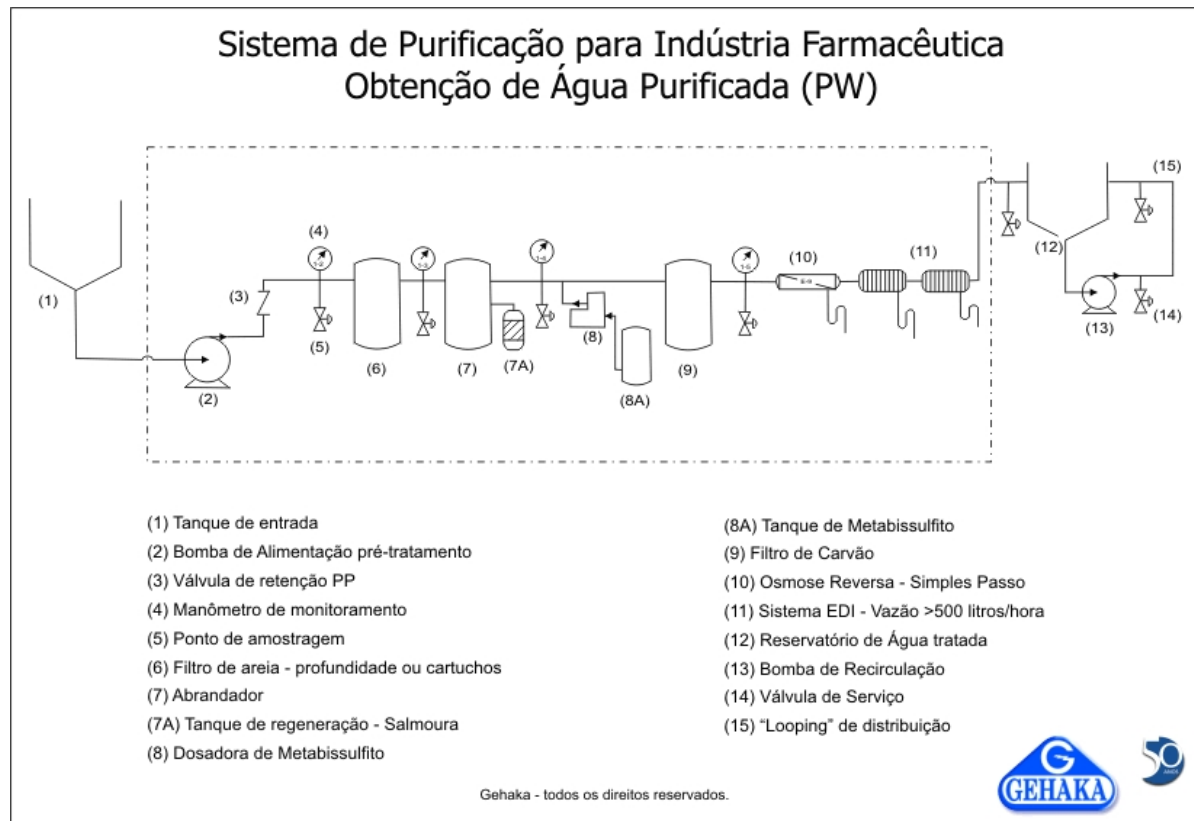 Sistema de Purificação para Indústria Farmacêutica
Obtenção de Água Purificada (PW)
(1)
(2)
(3)
(4)
(5)
(6)
(7)
(7A)
(8)
(8A)
(9)
(10)
(11)
(12)
(13)
(14)
(15)
(1) Tanque de entrada
(2) Bomba de Alimentação pré-tratamento
(3) Válvula de retenção PP
(4) Manômetro de monitoramento
(5) Ponto de amostragem
(6) Filtro de areia - profundidade ou cartuchos
(7) Abrandador
(7A) Tanque de regeneração - Salmoura
(8) Dosadora de Metabissulfito
(8A) Tanque de Metabissulfito
(9) Filtro de Carvão
(10) Osmose Reversa - Simples Passo
(11) Sistema EDI - Vazão >500 litros/hora
(12) Reservatório de Água tratada
(13) Bomba de Recirculação
(14) Válvula de Serviço
(15) “Looping” de distribuição
Gehaka - todos os direitos reservados.
G
GEHAKA
50
ANOS